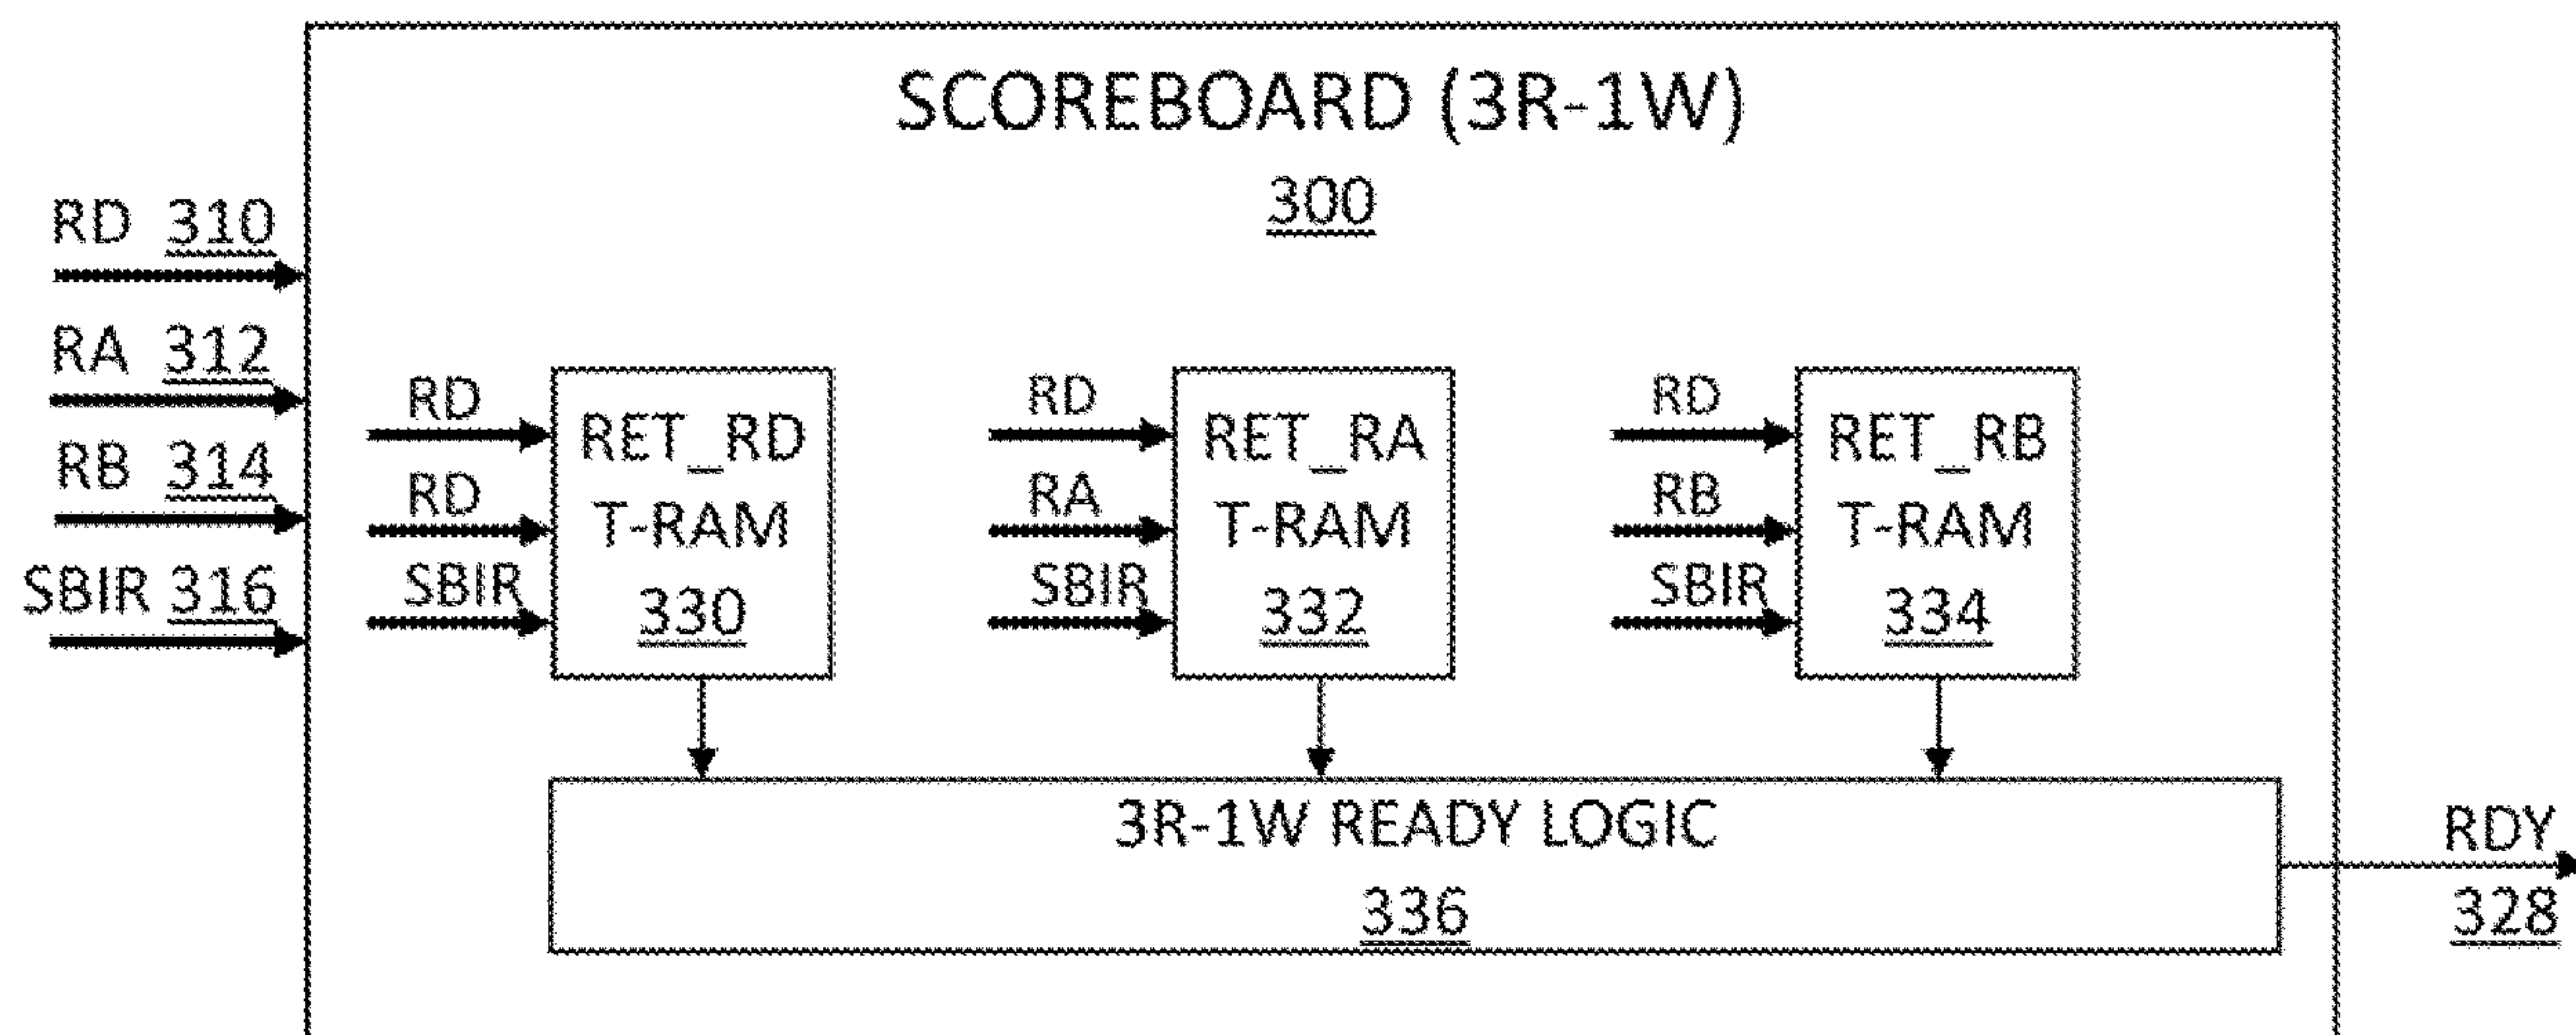 SCOREBOARD (3R-1W)
300
RD 310
RA 312
RB 314
SBIR 316
RD
RD
SBIR
RET_RD
T-RAM
330
RD
RA
SBIR
RET_RA
T-RAM
332
RD
RB
SBIR
RET_RB
T-RAM
334
3R-1W READY LOGIC
336
RDY
328